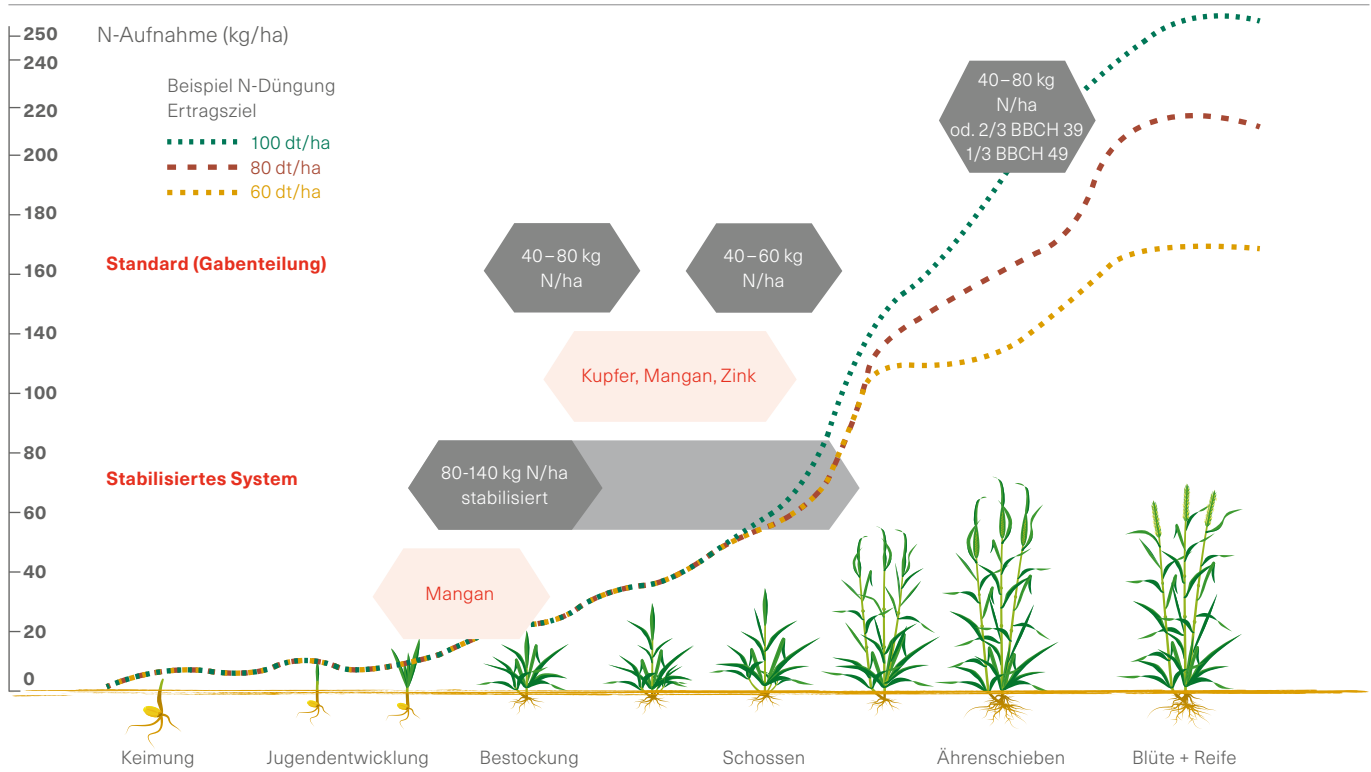 N-Aufnahme (kg/ha)
250
240
220
200
180
160
140
100
80
60
40
20
0
Beispiel N-Düngung
Ertragsziel
100 dt/ha
80 dt/ha
60 dt/ha
40–80 kg
N/ha
od. 2/3 BBCH 39
1/3 BBCH 49
Standard (Gabenteilung)
40–80 kg
N/ha
40–60 kg
N/ha
Kupfer, Mangan, Zink
Stabilisiertes System
80-140 kg N/ha
stabilisiert
Mangan
Keimung
Jugendentwicklung
Bestockung
Schossen
Ährenschieben
Blüte + Reife